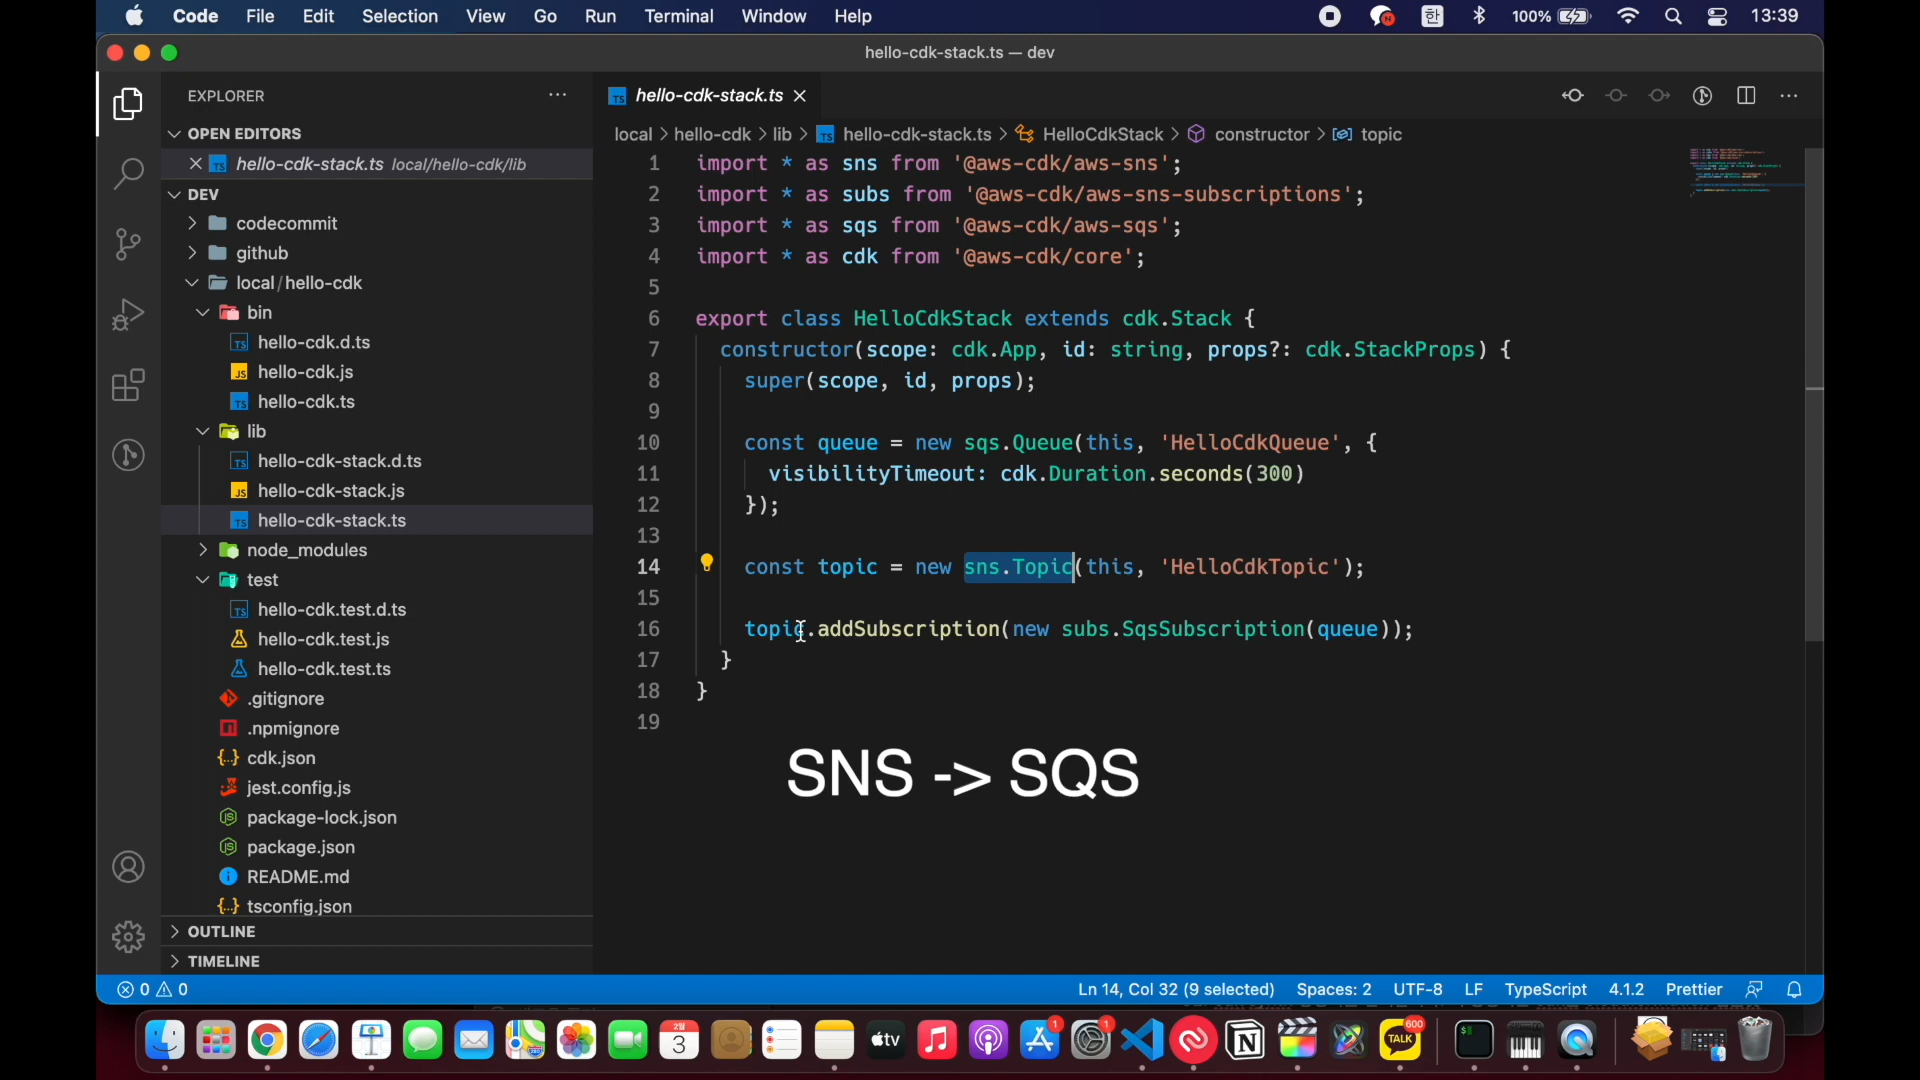 Code File Edit Selection View Go Run Terminal Window Help 한 100% 13:39
hello-cdk-stack.ts — dev
EXPLORER
OPEN EDITORS
hello-cdk-stack.ts local/hello-cdk/lib
DEV
codecommit
github
local/hello-cdk
bin
hello-cdk.d.ts
hello-cdk.js
hello-cdk.ts
lib
hello-cdk-stack.d.ts
hello-cdk-stack.js
hello-cdk-stack.ts
node_modules
test
hello-cdk.test.d.ts
hello-cdk.test.js
hello-cdk.test.ts
.gitignore
.npmignore
cdk.json
jest.config.js
package-lock.json
package.json
README.md
tsconfig.json
OUTLINE
TIMELINE
hello-cdk-stack.ts
local > hello-cdk > lib > hello-cdk-stack.ts > HelloCdkStack > constructor > topic
1 import * as sns from '@aws-cdk/aws-sns';
2 import * as subs from '@aws-cdk/aws-sns-subscriptions';
3 import * as sqs from '@aws-cdk/aws-sqs';
4 import * as cdk from '@aws-cdk/core';
5
6 export class HelloCdkStack extends cdk.Stack {
7 constructor(scope: cdk.App, id: string, props?: cdk.StackProps) {
8 super(scope, id, props);
9
10 const queue = new sqs.Queue(this, 'HelloCdkQueue', {
11 visibilityTimeout: cdk.Duration.seconds(300)
12 });
13
14 const topic = new sns.Topic(this, 'HelloCdkTopic');
15
16 topic.addSubscription(new subs.SqsSubscription(queue));
17 }
18 }
19
SNS -> SQS
0 0 Ln 14, Col 32 (9 selected) Spaces: 2 UTF-8 LF TypeScript 4.1.2 Prettier
2월
3
tv
1
1
TALK
600